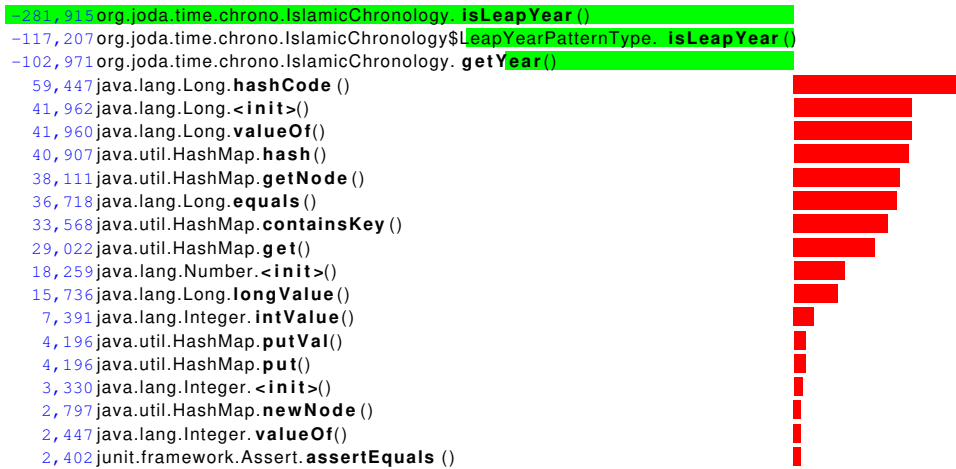 -281,915 org.joda.time.chrono.IslamicChronology. isLeapYear ()
-117,207 org.joda.time.chrono.IslamicChronology$LeapYearPatternType. isLeapYear ()
-102,971 org.joda.time.chrono.IslamicChronology. getYear ()
59,447 java.lang.Long.hashCode ()
41,962 java.lang.Long.<init>()
41,960 java.lang.Long.valueOf()
40,907 java.util.HashMap.hash()
38,111 java.util.HashMap.getNode()
36,718 java.lang.Long.equals()
33,568 java.util.HashMap.containsKey ()
29,022 java.util.HashMap.get()
18,259 java.lang.Number.<init>()
15,736 java.lang.Long.longValue()
7,391 java.lang.Integer. intValue()
4,196 java.util.HashMap.putVal()
4,196 java.util.HashMap.put()
3,330 java.lang.Integer. <init>()
2,797 java.util.HashMap.newNode ()
2,447 java.lang.Integer. valueOf()
2,402 junit.framework.Assert.assertEquals ()